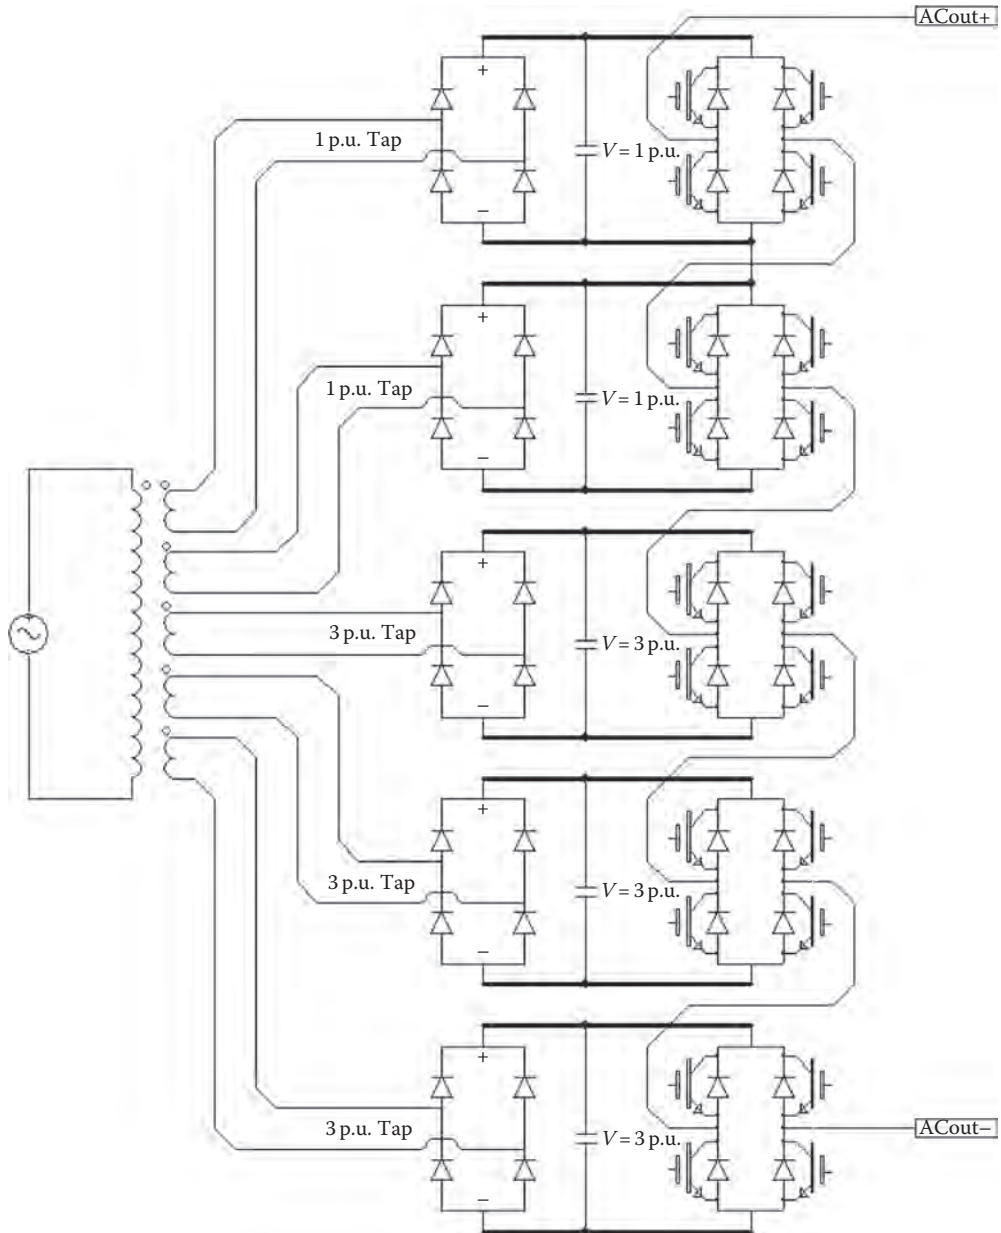 ACout+
+
1 p.u. Tap
V = 1 p.u.
−
+
1 p.u. Tap
V = 1 p.u.
−
+
3 p.u. Tap
V = 3 p.u.
−
+
3 p.u. Tap
V = 3 p.u.
−
+
3 p.u. Tap
V = 3 p.u.
ACout−
−